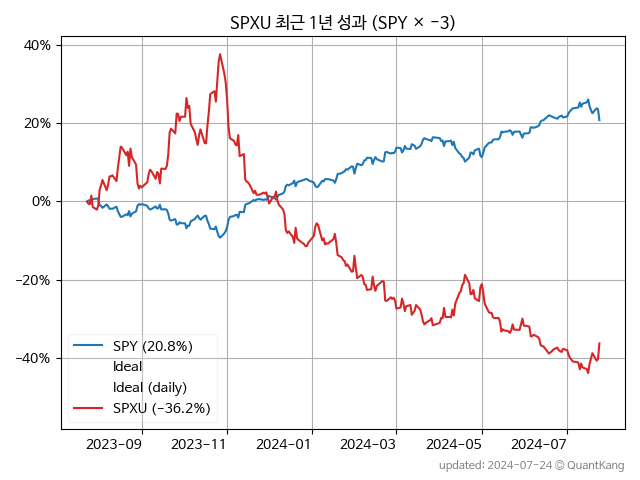 SPXU 최근 1년 성과 (SPY × −3)
40%
20%
0%
−20%
−40%
SPY (20.8%)
Ideal
Ideal (daily)
SPXU (−36.2%)
2023−09 2023−11 2024−01 2024−03 2024−05 2024−07
updated: 2024-07-24 © QuantKang